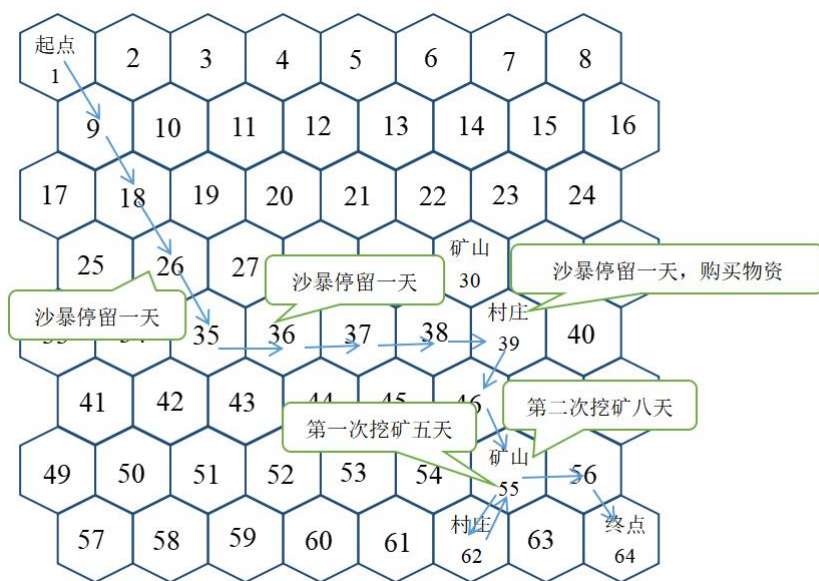 起点
1 2 3 4 5 6 7 8
9 10 11 12 13 14 15 16
17 18 19 20 21 22 23 24
矿山
25 26 27 30
沙暴停留一天，购买物资
沙暴停留一天
沙暴停留一天
村庄
35 36 37 38 39 40
41 42 43 46
第二次挖矿八天
第一次挖矿五天
矿山
49 50 51 52 53 54 55 56
村庄 终点
57 58 59 60 61 62 63 64